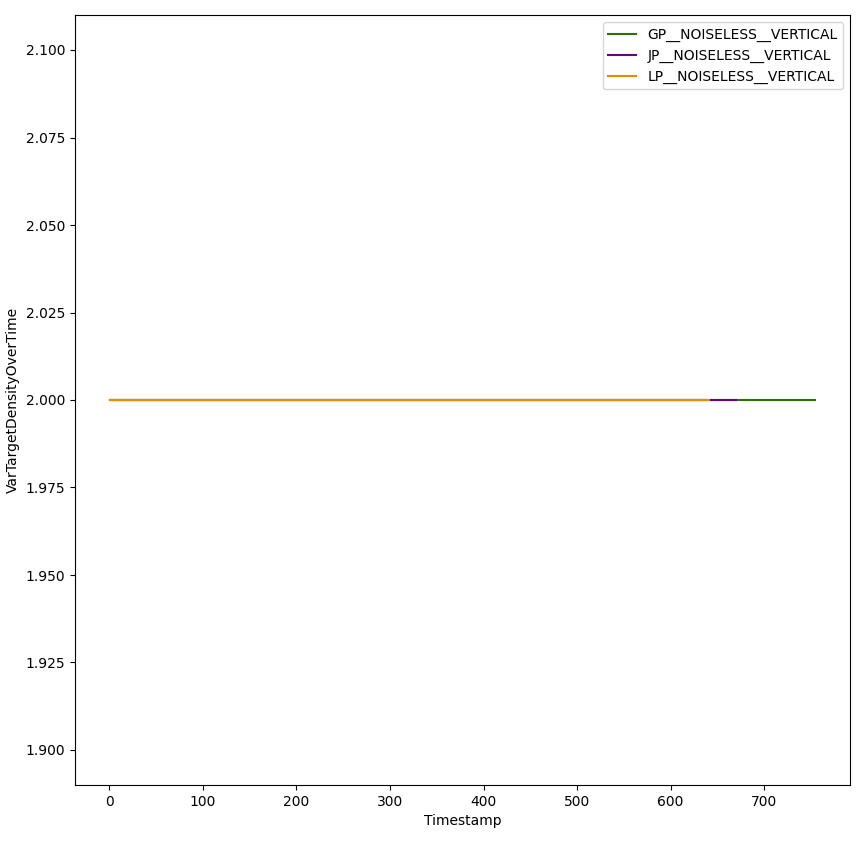 GP__NOISELESS__VERTICAL
JP__NOISELESS__VERTICAL
LP__NOISELESS__VERTICAL
2.100
2.075
2.050
2.025
2.000
1.975
1.950
1.925
1.900
VarTargetDensityOverTime
0 100 200 300 400 500 600 700
Timestamp